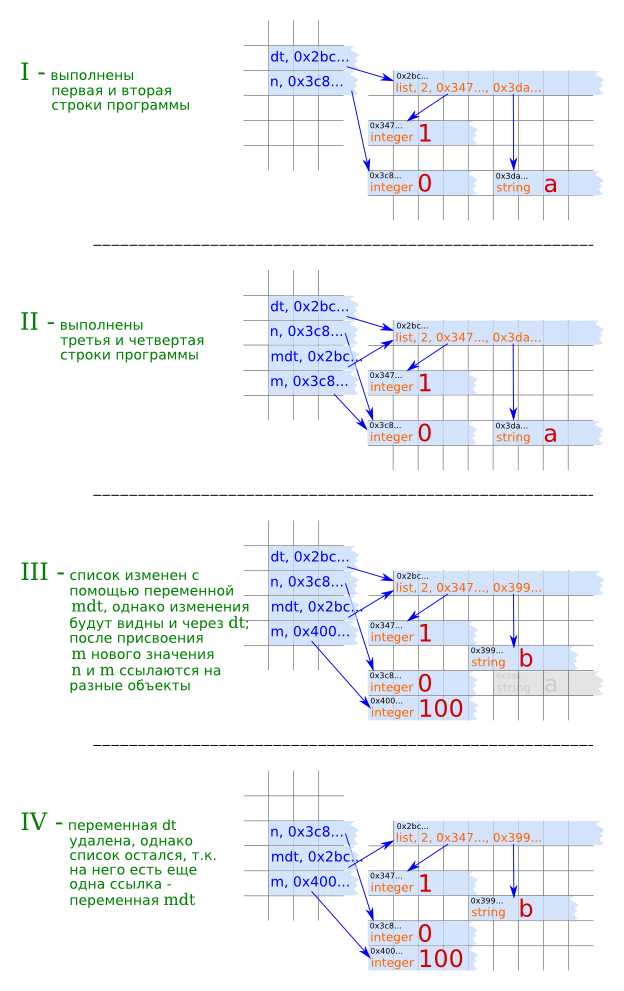 I - выполнены
первая и вторая
строки программы
dt, 0x2bc...
n, 0x3c8...
0x2bc...
list, 2, 0x347..., 0x3da...
0x347...
integer 1
0x3c8...
integer 0
0x3da...
string a
II - выполнены
третья и четвертая
строки программы
dt, 0x2bc...
n, 0x3c8...
mdt, 0x2bc...
m, 0x3c8...
0x2bc...
list, 2, 0x347..., 0x3da...
0x347...
integer 1
0x3c8...
integer 0
0x3da...
string a
III - список изменен с
помощью переменной
mdt, однако изменения
будут видны и через dt;
после присвоения
m нового значения
n и m ссылаются на
разные объекты
dt, 0x2bc...
n, 0x3c8...
mdt, 0x2bc...
m, 0x400...
0x2bc...
list, 2, 0x347..., 0x399...
0x347...
integer 1
0x399...
string b
0x3c8...
integer 0
0x3da...
string a
0x400...
integer 100
IV - переменная dt
удалена, однако
список остался, т.к.
на него есть еще
одна ссылка -
переменная mdt
n, 0x3c8...
mdt, 0x2bc...
m, 0x400...
0x2bc...
list, 2, 0x347..., 0x399...
0x347...
integer 1
0x399...
string b
0x3c8...
integer 0
0x400...
integer 100